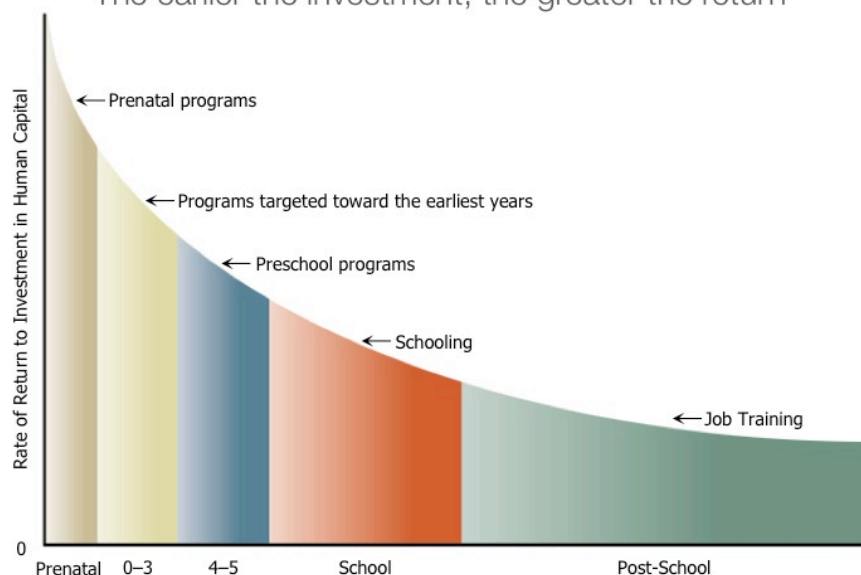 The earlier the investment, the greater the return
Rate of Return to Investment in Human Capital
Prenatal programs
Programs targeted toward the earliest years
Preschool programs
Schooling
Job Training
0
Prenatal 0–3 4–5 School Post-School